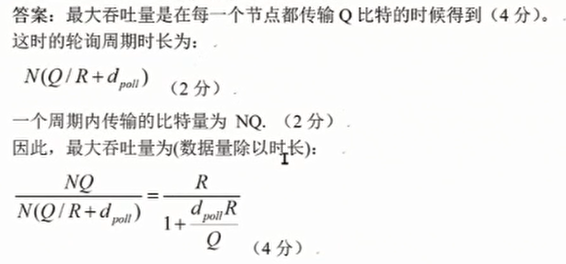 答案：最大吞吐量是在每一个节点都传输 Q 比特的时候得到（4 分）。
这时的轮询周期时长为：
N(Q/R+d_poll) （2 分）
一个周期内传输的比特量为 NQ. （2 分）
因此，最大吞吐量为(数据量除以时长)：
NQ / N(Q/R+d_poll) = R / (1+ d_poll R / Q) （4 分）